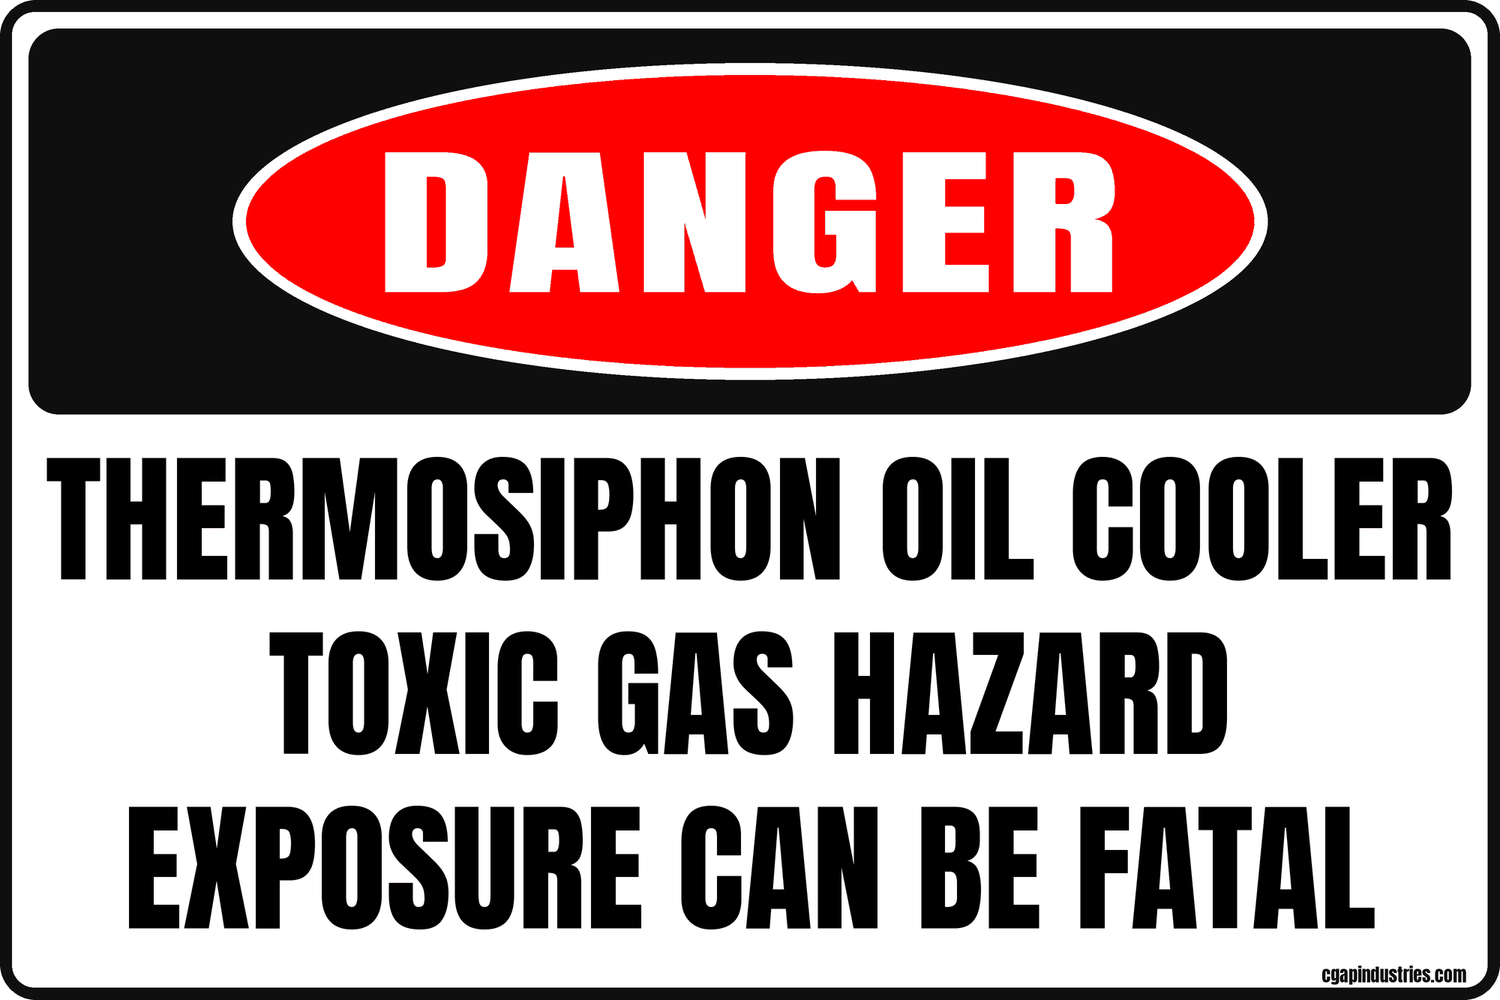 DANGER
THERMOSIPHON OIL COOLER
TOXIC GAS HAZARD
EXPOSURE CAN BE FATAL
cgapindustries.com